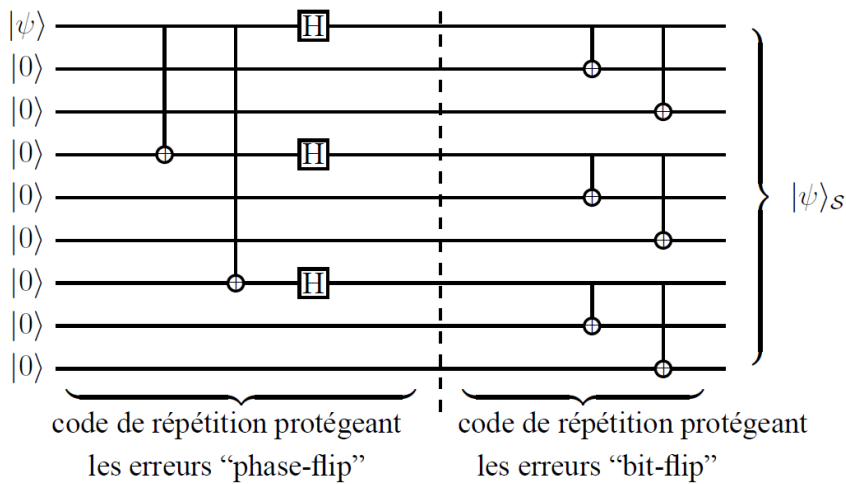 |ψ⟩ H
|0⟩
|0⟩
|0⟩ H
|0⟩ |ψ⟩𝒮
|0⟩
|0⟩ H
|0⟩
|0⟩
code de répétition protégeant
les erreurs “phase-flip”
code de répétition protégeant
les erreurs “bit-flip”